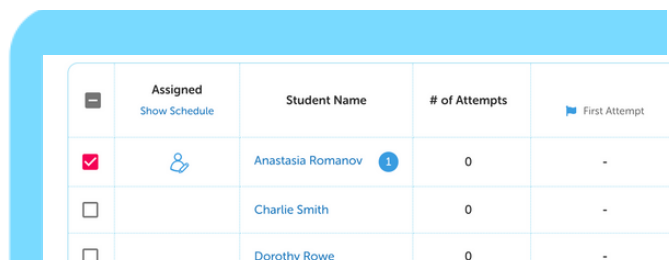 Assigned
Show Schedule
Student Name
# of Attempts
First Attempt
Anastasia Romanov 1 0 -
Charlie Smith 0 -
Dorothy Rowe 0 -